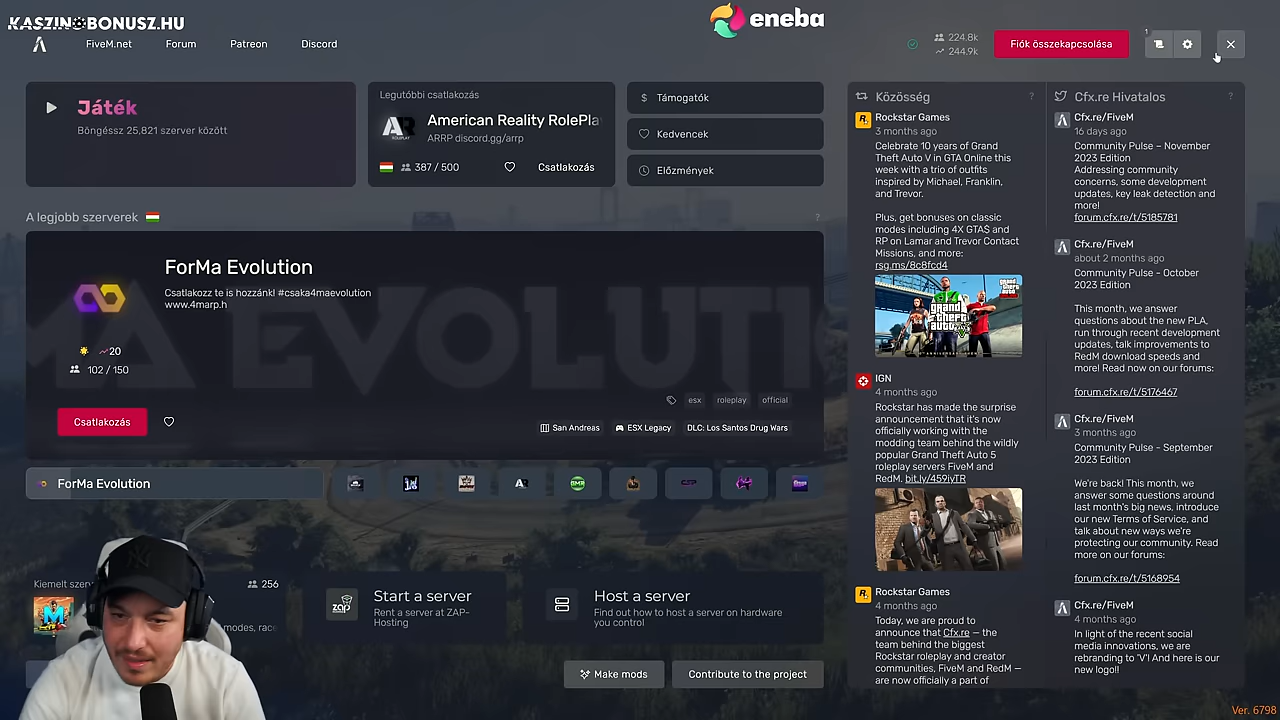 KASZINOBONUSZ.HU
eneba
FiveM.net
Forum
Patreon
Discord
224.8k
244.9k
Fiók összekapcsolása
1
Játék
Böngéssz 25,821 szerver között
Legutóbbi csatlakozás
American Reality RolePla
ARRP discord.gg/arrp
387 / 500
Csatlakozás
$ Támogatók
Kedvencek
Előzmények
A legjobb szerverek
?
ForMa Evolution
Csatlakozz te is hozzánk! #csaka4maevolution
www.4marp.h
MA EVOLUTI
20
102 / 150
Csatlakozás
esx
roleplay
official
San Andreas
ESX Legacy
DLC: Los Santos Drug Wars
ForMa Evolution
Kiemelt szer
256
modes, race
zap
Start a server
Rent a server at ZAP-
Hosting
Host a server
Find out how to host a server on hardware
you control
Make mods
Contribute to the project
Közösség
?
Rockstar Games
3 months ago
Celebrate 10 years of Grand
Theft Auto V in GTA Online this
week with a trio of outfits
inspired by Michael, Franklin,
and Trevor.
Plus, get bonuses on classic
modes including 4X GTA$ and
RP on Lamar and Trevor Contact
Missions, and more:
rsg.ms/8c8fcd4
grand
theft
auto
IGN
4 months ago
Rockstar has made the surprise
announcement that it's now
officially working with the
modding team behind the wildly
popular Grand Theft Auto 5
roleplay servers FiveM and
RedM. bit.ly/459iyTR
Rockstar Games
4 months ago
Today, we are proud to
announce that Cfx.re — the
team behind the biggest
Rockstar roleplay and creator
communities, FiveM and RedM —
are now officially a part of
Cfx.re Hivatalos
?
Cfx.re/FiveM
16 days ago
Community Pulse – November
2023 Edition
Addressing community
concerns, some development
updates, key leak detection and
more!
forum.cfx.re/t/5185781
Cfx.re/FiveM
about 2 months ago
Community Pulse - October
2023 Edition
This month, we answer
questions about the new PLA,
run through recent development
updates, talk improvements to
RedM download speeds and
more! Read now on our forums:
forum.cfx.re/t/5176467
Cfx.re/FiveM
3 months ago
Community Pulse - September
2023 Edition
We're back! This month, we
answer some questions around
last month's big news, introduce
our new Terms of Service, and
talk about new ways we're
protecting our community. Read
more on our forums:
forum.cfx.re/t/5168954
Cfx.re/FiveM
4 months ago
In light of the recent social
media innovations, we are
rebranding to 'V'! And here is our
new logo!!
Ver. 6798